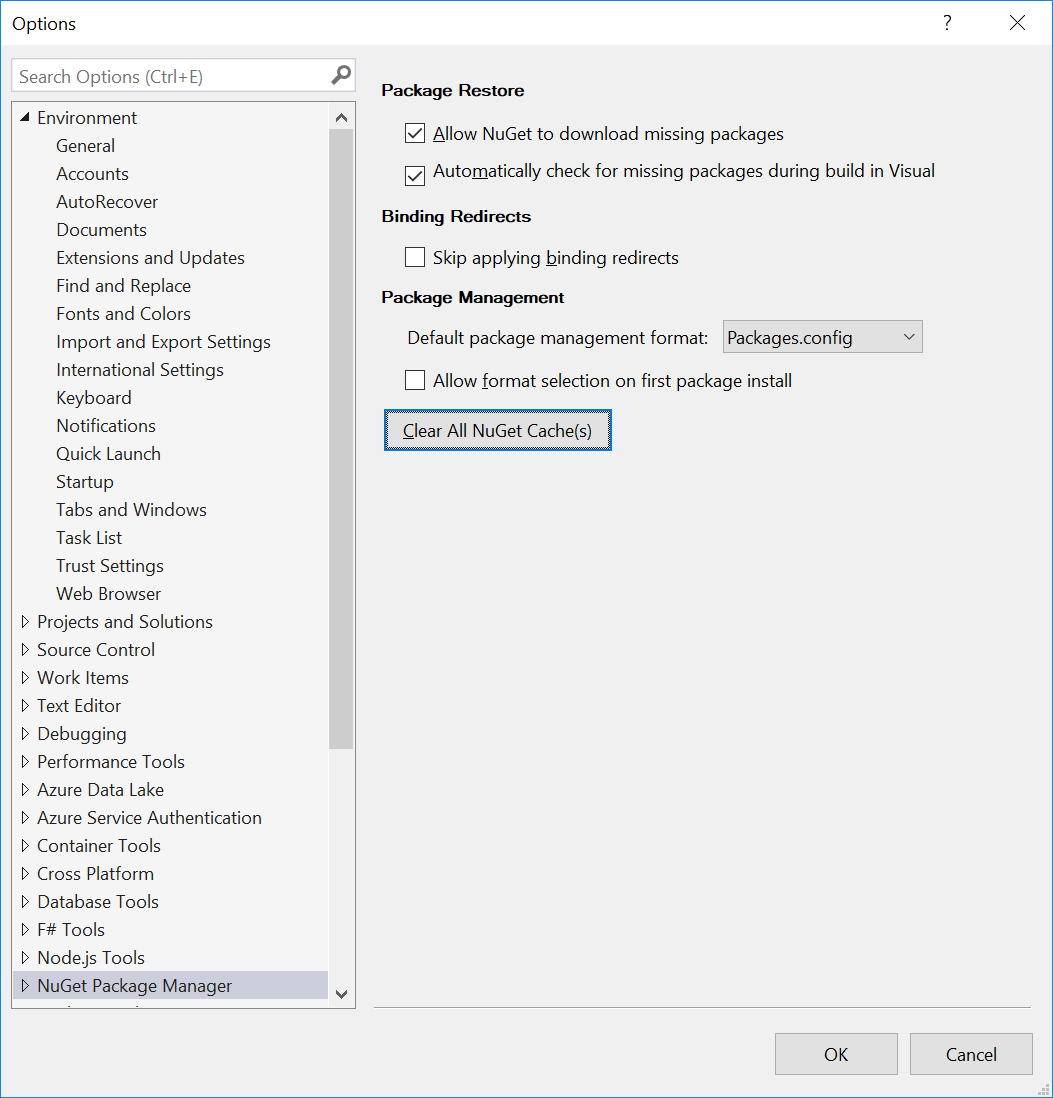 Options
?
Search Options (Ctrl+E)
Environment
General
Accounts
AutoRecover
Documents
Extensions and Updates
Find and Replace
Fonts and Colors
Import and Export Settings
International Settings
Keyboard
Notifications
Quick Launch
Startup
Tabs and Windows
Task List
Trust Settings
Web Browser
Projects and Solutions
Source Control
Work Items
Text Editor
Debugging
Performance Tools
Azure Data Lake
Azure Service Authentication
Container Tools
Cross Platform
Database Tools
F# Tools
Node.js Tools
NuGet Package Manager
Package Restore
Allow NuGet to download missing packages
Automatically check for missing packages during build in Visual
Binding Redirects
Skip applying binding redirects
Package Management
Default package management format: Packages.config
Allow format selection on first package install
Clear All NuGet Cache(s)
OK
Cancel